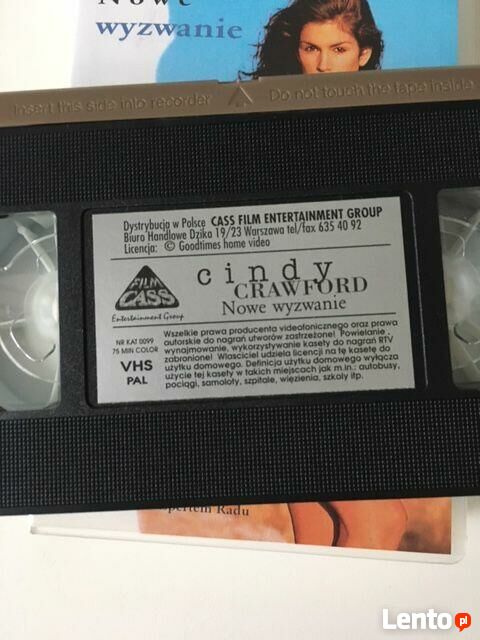 Nowe
wyzwanie
Insert this side into recorder
Do not touch the tape inside
Dystrybucja w Polsce CASS FILM ENTERTAINMENT GROUP
Biuro Handlowe Dzika 19/23 Warszawa tel/fax 635 40 92
Licencja: © Goodtimes home video
FILM
CASS
Entertainment Group
cindy
CRAWFORD
Nowe wyzwanie
NR KAT 0099
75 MIN COLOR
VHS
PAL
Wszelkie prawa producenta videofonicznego oraz prawa
autorskie do nagrań utworów zastrzeżone! Powielanie ,
wynajmowanie, wykorzystywanie kasety do nagrań RTV
zabronione! Właściciel udziela licencji na tę kasetę do
użytku domowego. Definicja użytku domowego wyłącza
użycie tej kasety w takich miejscach jak m.in.: autobusy,
pociągi, samoloty, szpitale, więzienia, szkoły itp.
Radu
Lento.pl